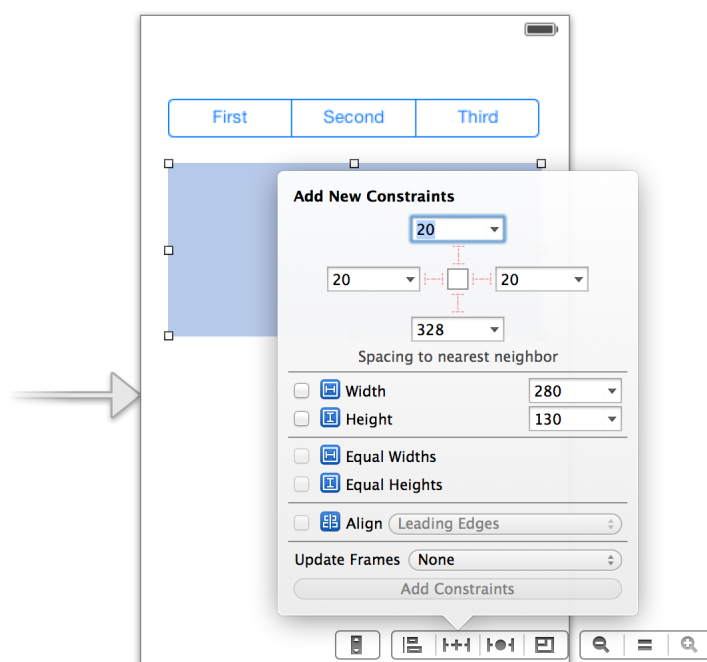 First Second Third
Add New Constraints
20
20 20
328
Spacing to nearest neighbor
Width 280
Height 130
Equal Widths
Equal Heights
Align Leading Edges
Update Frames None
Add Constraints